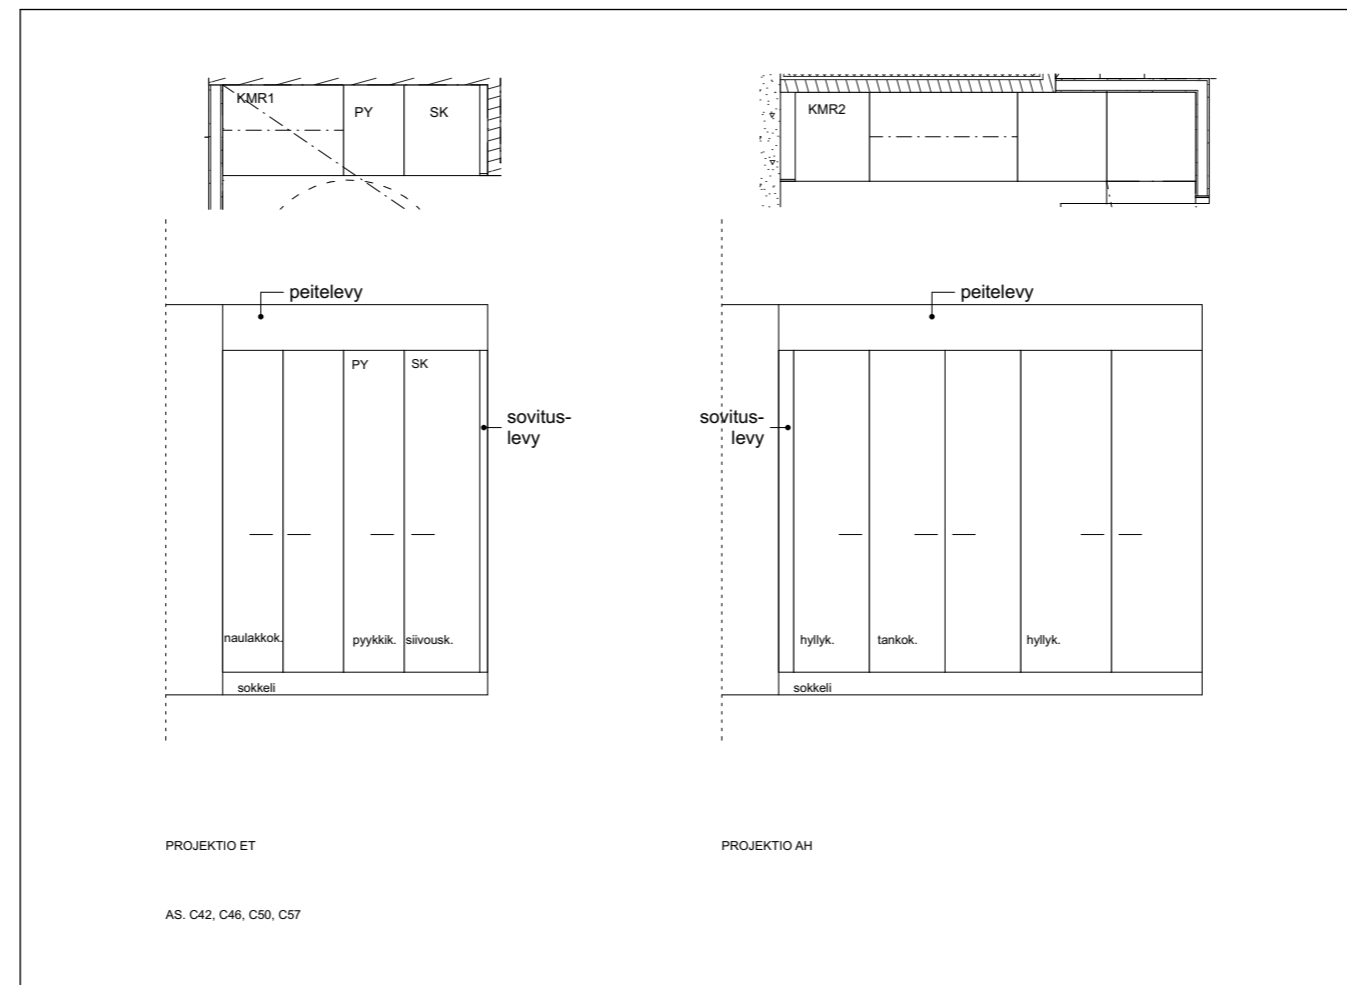 KMR1
PY
SK
KMR2
peitelevy
peitelevy
PY
SK
sovitus-
levy
sovitus-
levy
naulakkok.
pyykkik.
siivousk.
hyllyk.
tankok.
hyllyk.
sokkeli
sokkeli
PROJEKTIO ET
PROJEKTIO AH
AS. C42, C46, C50, C57